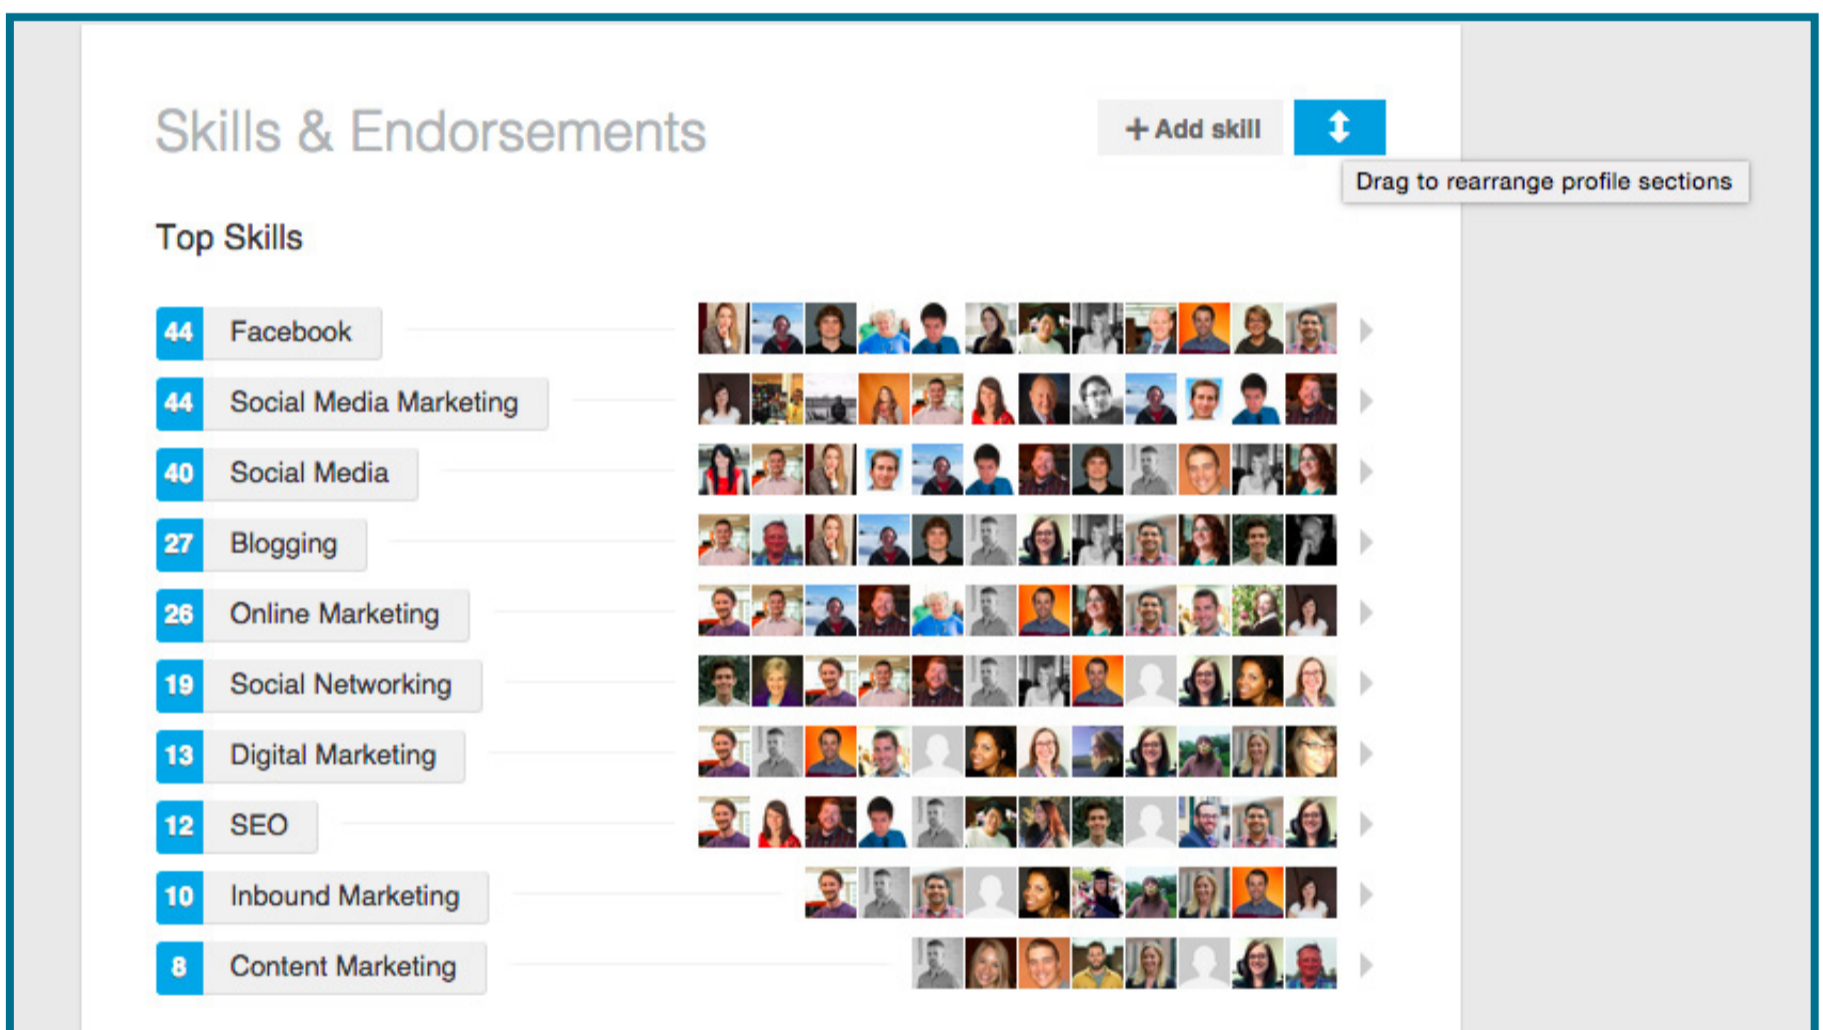 Skills & Endorsements
+ Add skill
Drag to rearrange profile sections
Top Skills
44 Facebook
44 Social Media Marketing
40 Social Media
27 Blogging
26 Online Marketing
19 Social Networking
13 Digital Marketing
12 SEO
10 Inbound Marketing
8 Content Marketing